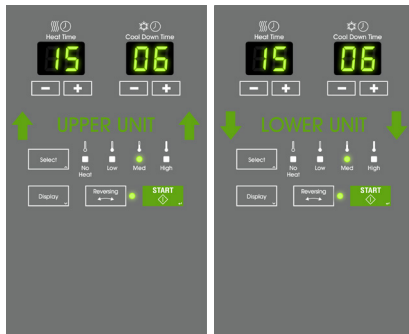 Heat Time
Cool Down Time
15
06
UPPER UNIT
Select
No Heat
Low
Med
High
Display
Reversing
START
Heat Time
Cool Down Time
15
06
LOWER UNIT
Select
No Heat
Low
Med
High
Display
Reversing
START